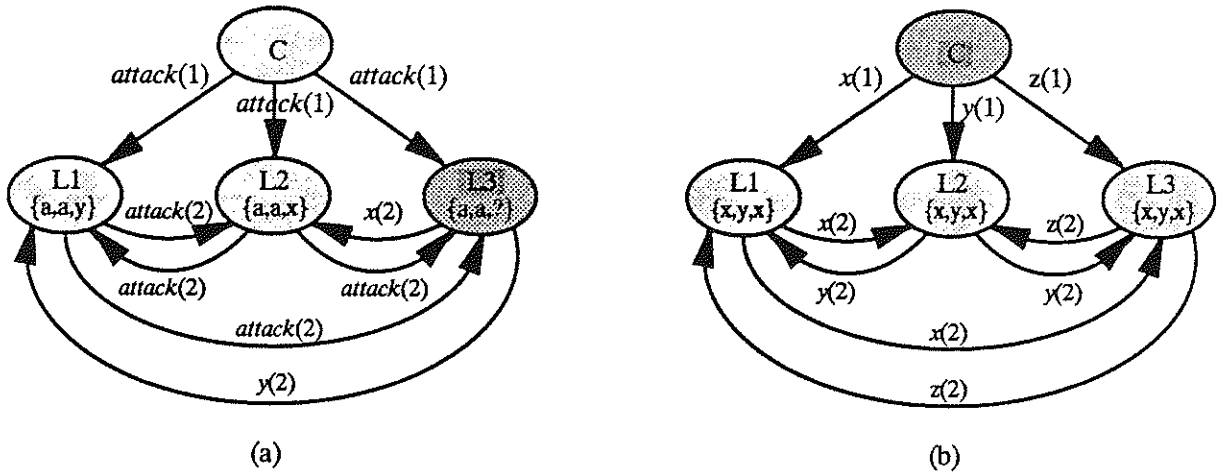 C
attack(1)
attack(1)
attack(1)
L1
{a,a,y}
L2
{a,a,x}
L3
{a,a,?}
attack(2)
x(2)
attack(2)
attack(2)
attack(2)
y(2)
(a)
C
x(1)
y(1)
z(1)
L1
{x,y,x}
L2
{x,y,x}
L3
{x,y,x}
x(2)
z(2)
y(2)
y(2)
x(2)
z(2)
(b)